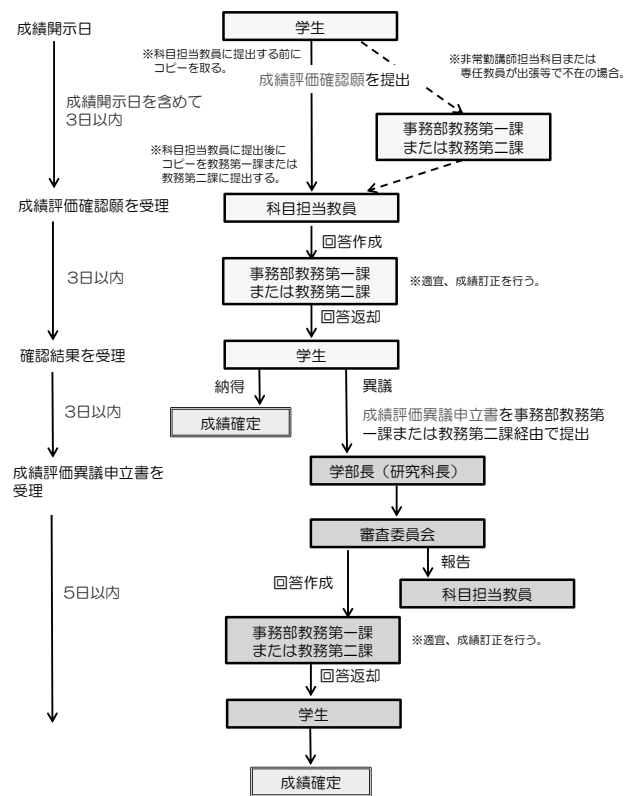 成績開示日
学生
※科目担当教員に提出する前に
コピーを取る。
※非常勤講師担当科目または
専任教員が出張等で不在の場合。
成績評価確認願を提出
成績開示日を含めて
3日以内
事務部教務第一課
または教務第二課
※科目担当教員に提出後に
コピーを教務第一課または
教務第二課に提出する。
成績評価確認願を受理
科目担当教員
回答作成
3日以内
事務部教務第一課
または教務第二課
※適宜、成績訂正を行う。
回答返却
確認結果を受理
学生
納得
異議
3日以内
成績確定
成績評価異議申立書を事務部教務第
一課または教務第二課経由で提出
成績評価異議申立書を
受理
学部長（研究科長）
審査委員会
報告
回答作成
5日以内
科目担当教員
事務部教務第一課
または教務第二課
※適宜、成績訂正を行う。
回答返却
学生
成績確定